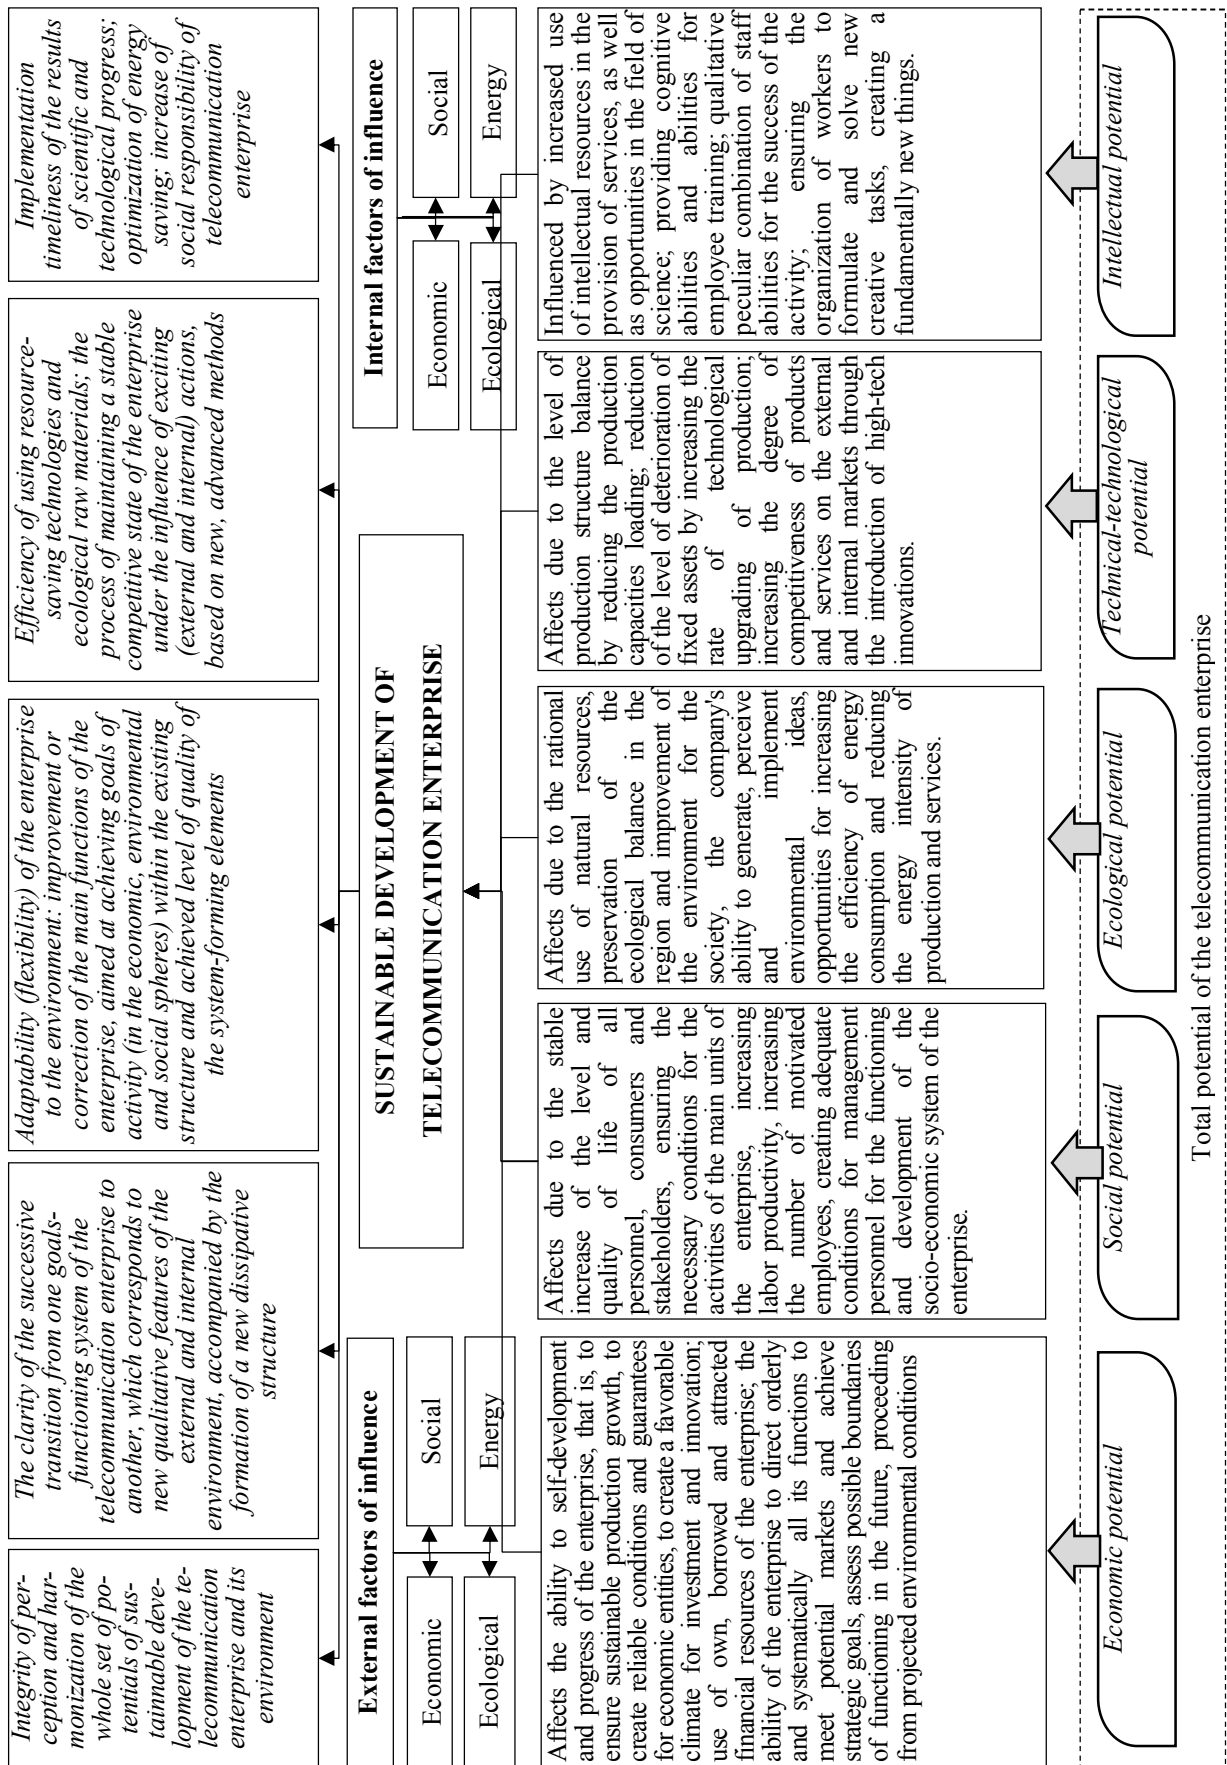 Integrity of per-
ception and har-
monization of the
whole set of po-
tentials of sus-
tainnable deve-
lopment of the te-
lecommunication
enterprise and its
environment
The clarity of the successive
transition from one goals-
functioning system of the
telecommunication enterprise to
another, which corresponds to
new qualitative features of the
external and internal
environment, accompanied by the
formation of a new dissipative
structure
Adaptability (flexibility) of the enterprise
to the environment: improvement or
correction of the main functions of the
enterprise, aimed at achieving goals of
activity (in the economic, environmental
and social spheres) within the existing
structure and achieved level of quality of
the system-forming elements
Efficiency of using resource-
saving technologies and
ecological raw materials; the
process of maintaining a stable
competitive state of the enterprise
under the influence of exciting
(external and internal) actions,
based on new, advanced methods
Implementation
timeliness of the results
of scientific and
technological progress;
optimization of energy
saving; increase of
social responsibility of
telecommunication
enterprise
External factors of influence
Economic
Social
Ecological
Energy
SUSTAINABLE DEVELOPMENT OF
TELECOMMUNICATION ENTERPRISE
Internal factors of influence
Economic
Social
Ecological
Energy
Affects the ability to self-development
and progress of the enterprise, that is, to
ensure sustainable production growth, to
create reliable conditions and guarantees
for economic entities, to create a favorable
climate for investment and innovation;
use of own, borrowed and attracted
financial resources of the enterprise; the
ability of the enterprise to direct orderly
and systematically all its functions to
meet potential markets and achieve
strategic goals, assess possible boundaries
of functioning in the future, proceeding
from projected environmental conditions
Affects due to the stable
increase of the level and
quality of life of all
personnel, consumers and
stakeholders, ensuring the
necessary conditions for the
activities of the main units of
the enterprise, increasing
labor productivity, increasing
the number of motivated
employees, creating adequate
conditions for management
personnel for the functioning
and development of the
socio-economic system of the
enterprise.
Affects due to the rational
use of natural resources,
preservation of the
ecological balance in the
region and improvement of
the environment for the
society, the company's
ability to generate, perceive
and implement
environmental ideas,
opportunities for increasing
the efficiency of energy
consumption and reducing
the energy intensity of
production and services.
Affects due to the level of
production structure balance
by reducing the production
capacities loading; reduction
of the level of deterioration of
fixed assets by increasing the
rate of technological
upgrading of production;
increasing the degree of
competitiveness of products
and services on the external
and internal markets through
the introduction of high-tech
innovations.
Influenced by increased use
of intellectual resources in the
provision of services, as well
as opportunities in the field of
science; providing cognitive
abilities and abilities for
employee training; qualitative
peculiar combination of staff
abilities for the success of the
activity; ensuring the
organization of workers to
formulate and solve new
creative tasks, creating a
fundamentally new things.
Economic potential
Social potential
Ecological potential
Technical-technological
potential
Intellectual potential
Total potential of the telecommunication enterprise